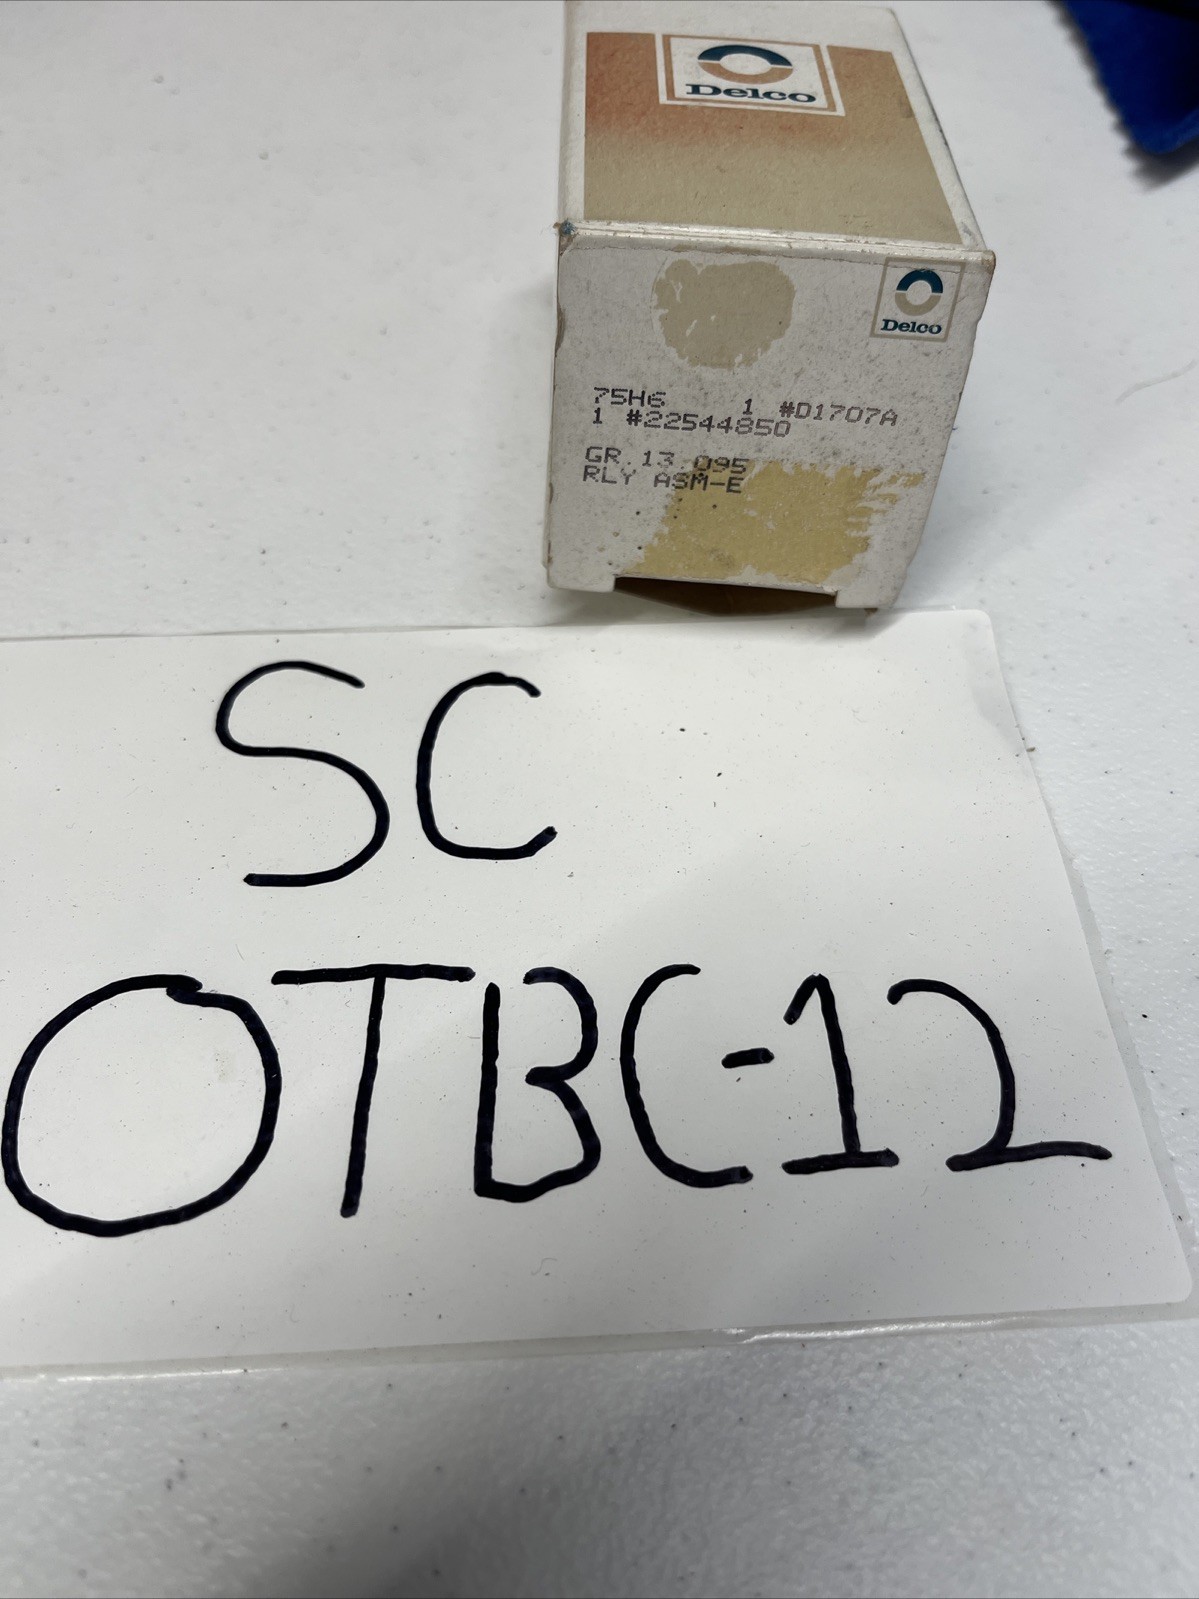 Delco
Delco
75H6 1 #D1707A
1 #22544850
GR.13.095
RLY ASM-E
SC
OTBC-12